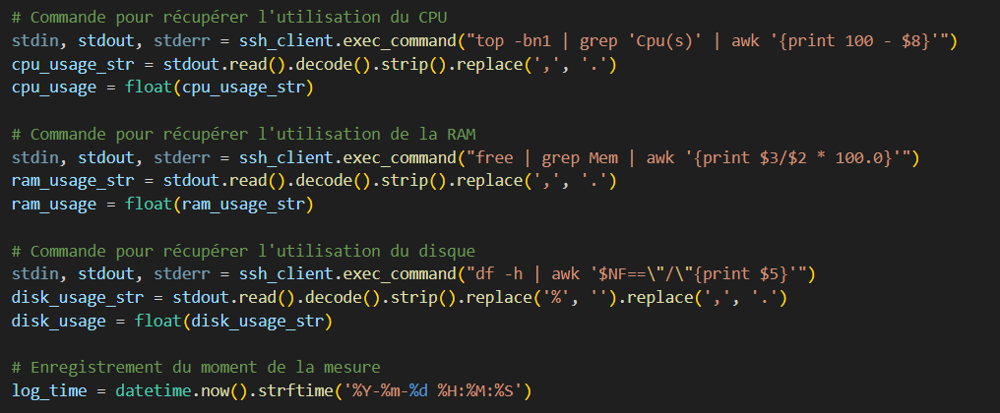 # Commande pour récupérer l'utilisation du CPU
stdin, stdout, stderr = ssh_client.exec_command("top -bn1 | grep 'Cpu(s)' | awk '{print 100 - $8}'")
cpu_usage_str = stdout.read().decode().strip().replace(',', '.')
cpu_usage = float(cpu_usage_str)

# Commande pour récupérer l'utilisation de la RAM
stdin, stdout, stderr = ssh_client.exec_command("free | grep Mem | awk '{print $3/$2 * 100.0}'")
ram_usage_str = stdout.read().decode().strip().replace(',', '.')
ram_usage = float(ram_usage_str)

# Commande pour récupérer l'utilisation du disque
stdin, stdout, stderr = ssh_client.exec_command("df -h | awk '$NF==\"/\"{print $5}'")
disk_usage_str = stdout.read().decode().strip().replace('%', '').replace(',', '.')
disk_usage = float(disk_usage_str)

# Enregistrement du moment de la mesure
log_time = datetime.now().strftime('%Y-%m-%d %H:%M:%S')